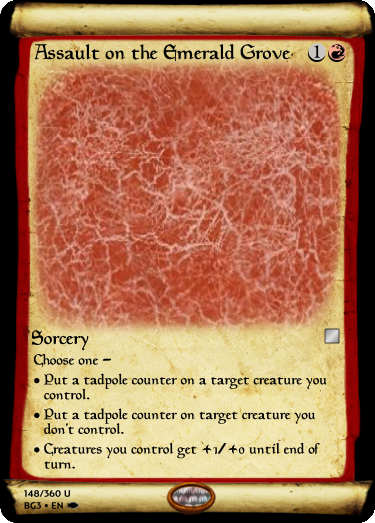 Assault on the Emerald Grove 1
Sorcery
Choose one –
• Put a tadpole counter on a target creature you
control.
• Put a tadpole counter on target creature you
don't control.
• Creatures you control get +1/+0 until end of
turn.
148/360 U
BG3 • EN